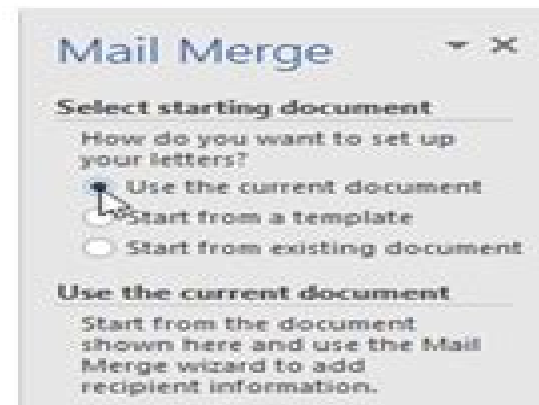 Mail Merge
Select starting document
How do you want to set up
your letters?
Use the current document
Start from a template
Start from existing document
Use the current document
Start from the document
shown here and use the Mail
Merge wizard to add
recipient information.